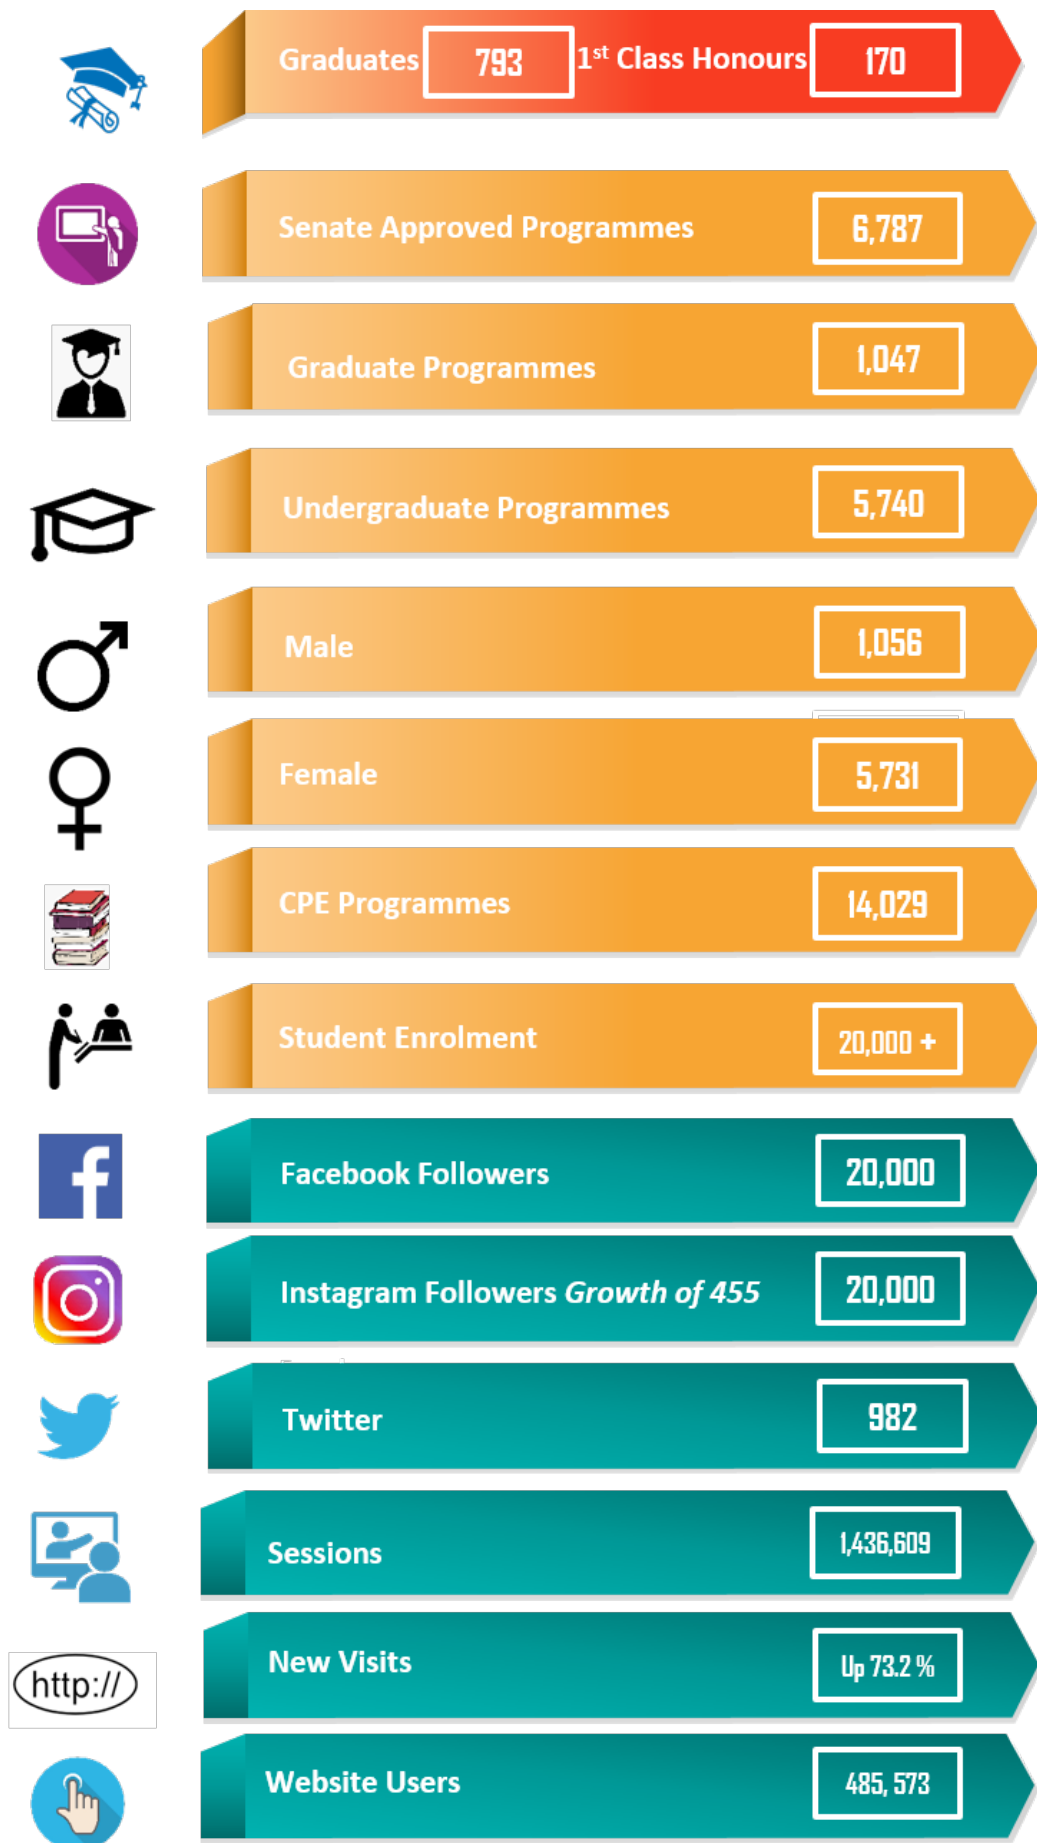 Graduates 793 1st Class Honours 170
Senate Approved Programmes 6,787
Graduate Programmes 1,047
Undergraduate Programmes 5,740
Male 1,056
Female 5,731
CPE Programmes 14,029
Student Enrolment 20,000 +
Facebook Followers 20,000
Instagram Followers Growth of 455 20,000
Twitter 982
Sessions 1,436,609
http:// New Visits Up 73.2 %
Website Users 485, 573